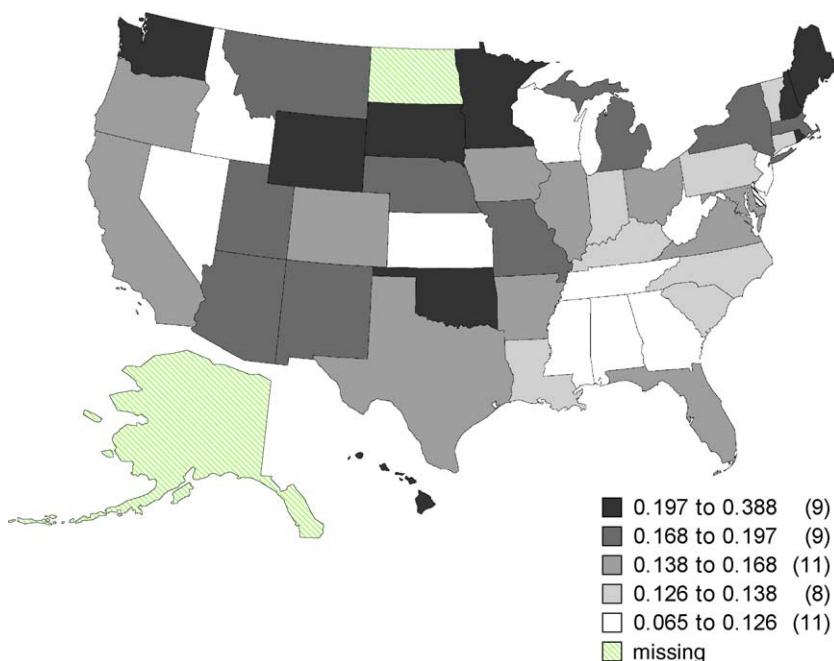 0.197 to 0.388 (9)
0.168 to 0.197 (9)
0.138 to 0.168 (11)
0.126 to 0.138 (8)
0.065 to 0.126 (11)
missing